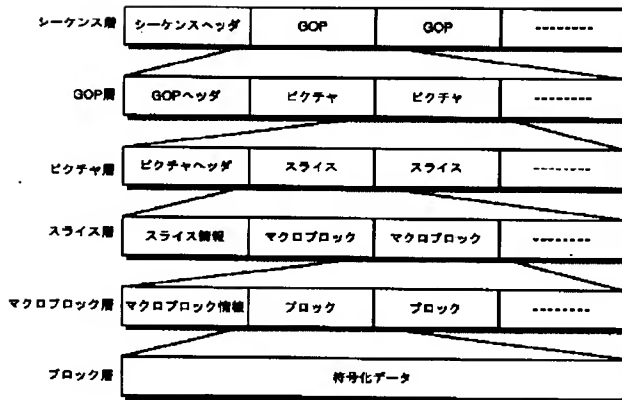 シーケンス層 シーケンスヘッダ GOP GOP --------
GOP層 GOPヘッダ ピクチャ ピクチャ --------
ピクチャ層 ピクチャヘッダ スライス スライス --------
スライス層 スライス情報 マクロブロック マクロブロック --------
マクロブロック層 マクロブロック情報 ブロック ブロック --------
ブロック層 符号化データ